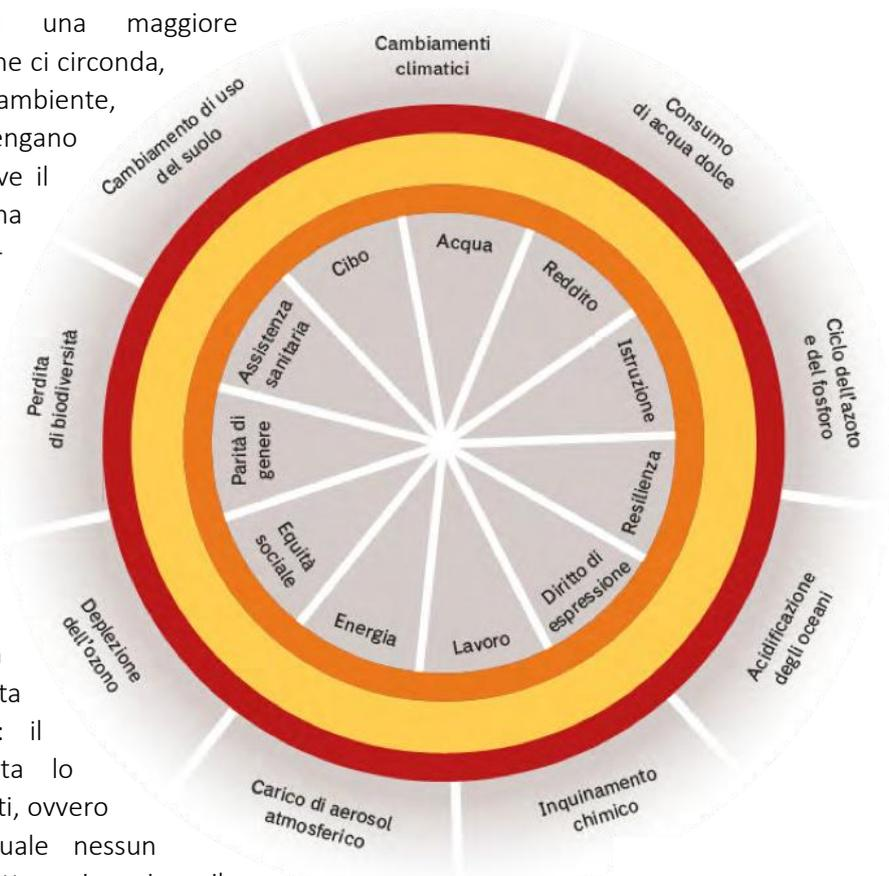 una maggiore
ne ci circonda,
ambiente,
engano
ve il
na
ta
: il
ta lo
ti, ovvero
uale nessun
Cambiamenti
climatici
Consumo
di acqua dolce
Ciclo dell'azoto
e del fosforo
Acidificazione
degli oceani
Inquinamento
chimico
Carico di aerosol
atmosferico
Deplezione
dell'ozono
Perdita
di biodiversità
Cambiamento di uso
del suolo
Acqua
Reddito
Istruzione
Resilienza
Diritto di
espressione
Lavoro
Energia
Equità
sociale
Parità di
genere
Assistenza
sanitaria
Cibo